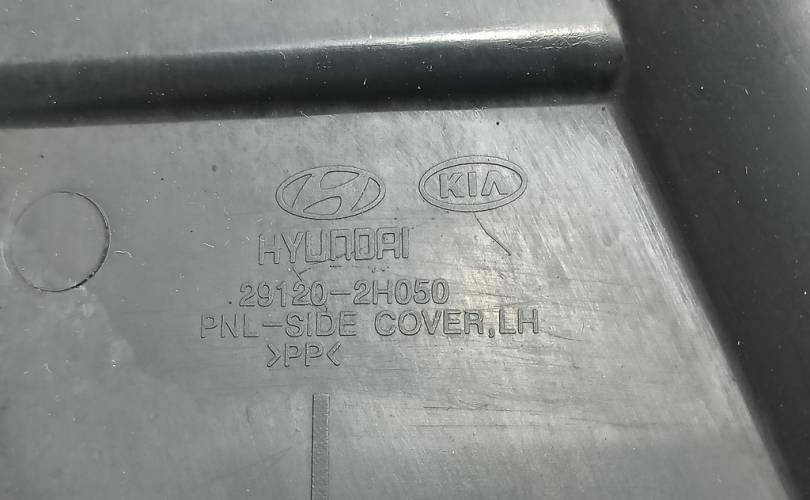 KIA
HYUNDAI
29120-2H050
PNL-SIDE COVER,LH
>PP<